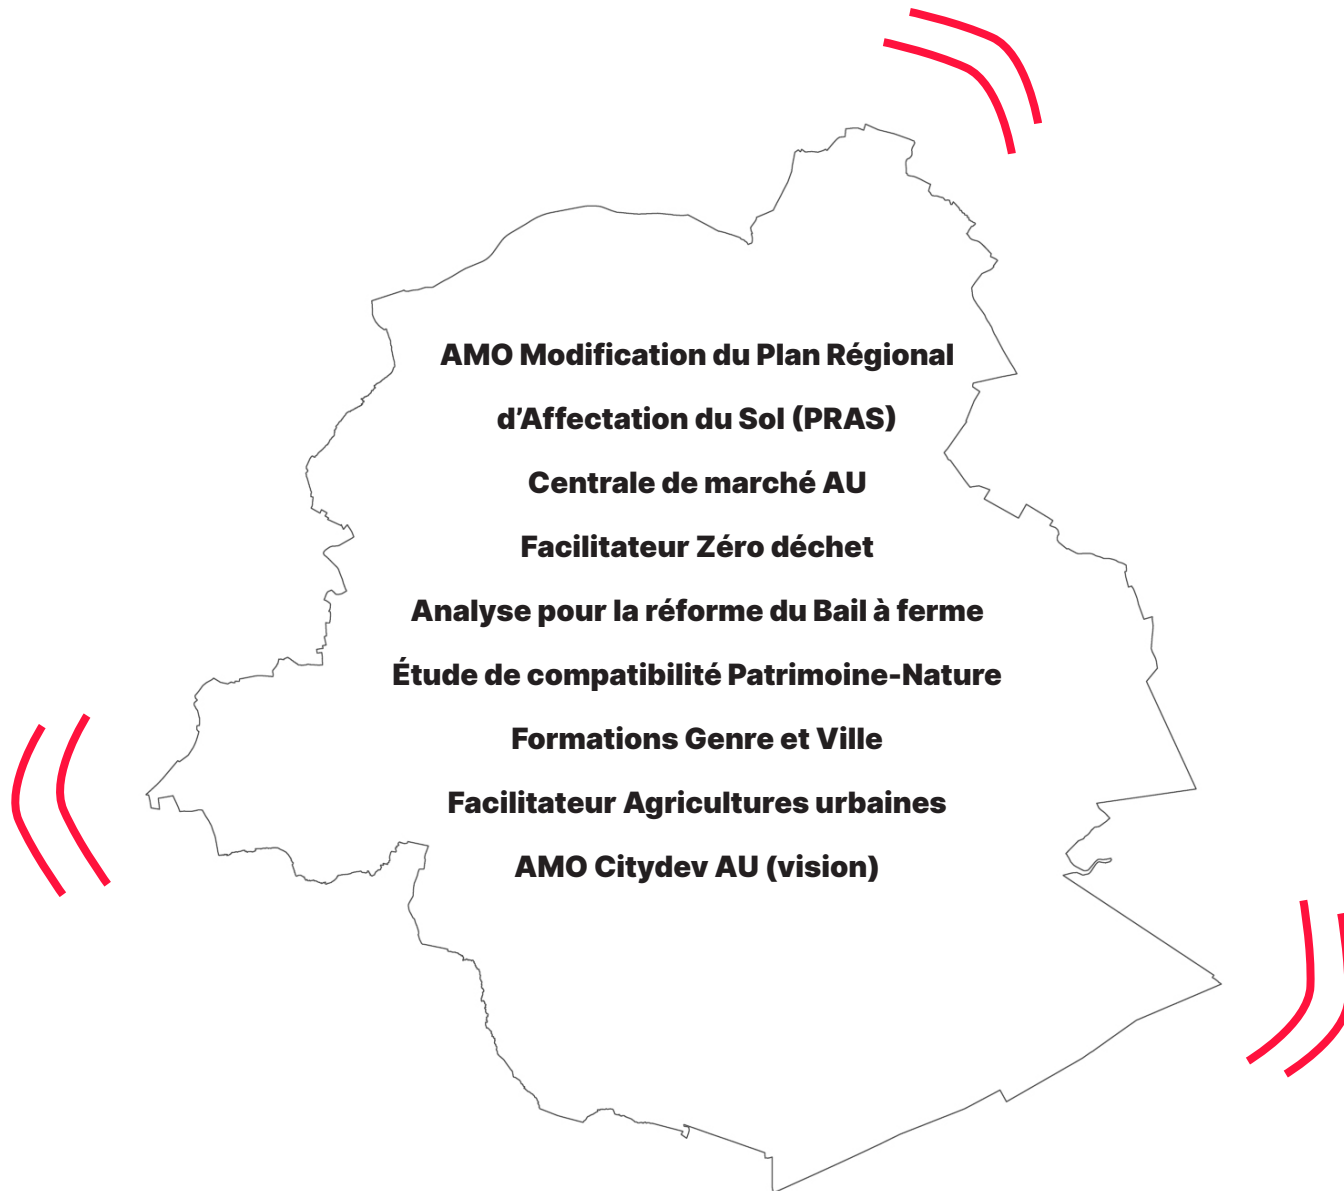 AMO Modification du Plan Régional
d’Affectation du Sol (PRAS)
Centrale de marché AU
Facilitateur Zéro déchet
Analyse pour la réforme du Bail à ferme
Étude de compatibilité Patrimoine-Nature
Formations Genre et Ville
Facilitateur Agricultures urbaines
AMO Citydev AU (vision)